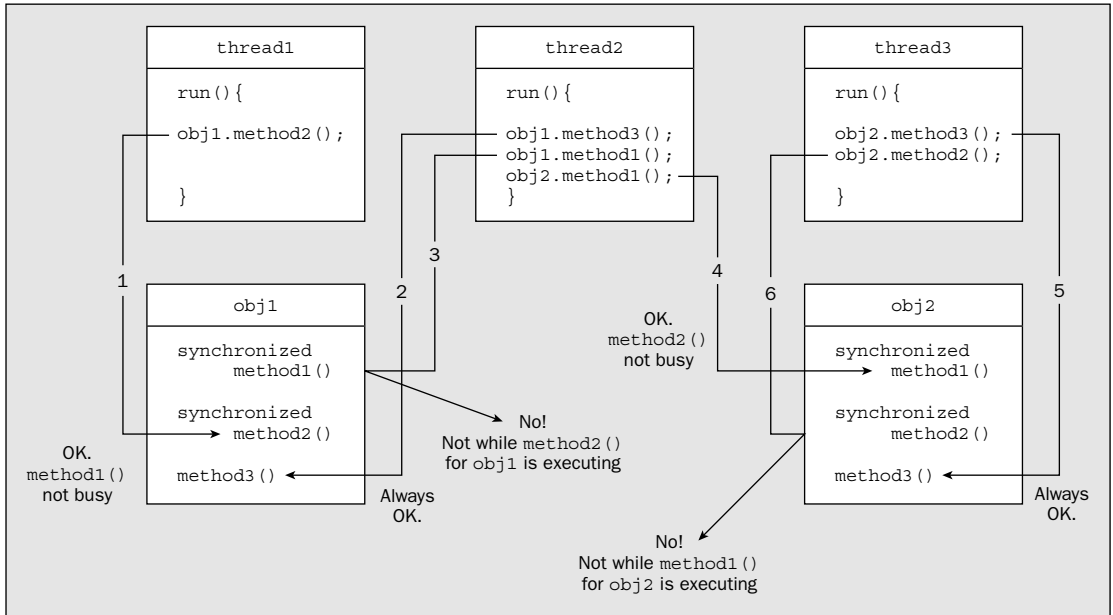 thread1
run(){
obj1.method2();
}
thread2
run(){
obj1.method3();
obj1.method1();
obj2.method1();
}
thread3
run(){
obj2.method3();
obj2.method2();
}
1
2
3
4
6
5
obj1
synchronized
method1()
synchronized
method2()
method3()
OK.
method1()
not busy
Always
OK.
No!
Not while method2()
for obj1 is executing
OK.
method2()
not busy
obj2
synchronized
method1()
synchronized
method2()
method3()
Always
OK.
No!
Not while method1()
for obj2 is executing